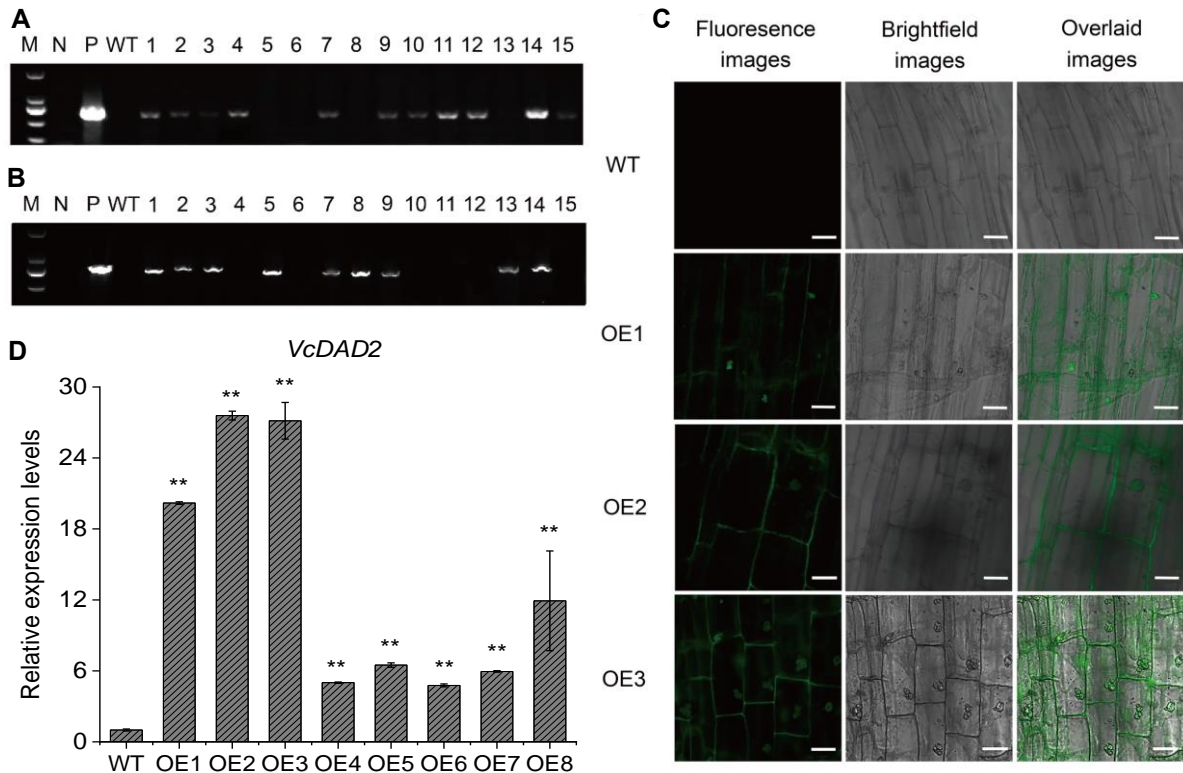 A
M N P WT 1 2 3 4 5 6 7 8 9 10 11 12 13 14 15
B
M N P WT 1 2 3 4 5 6 7 8 9 10 11 12 13 14 15
C
Fluoresence images
Brightfield images
Overlaid images
WT
OE1
OE2
OE3
D
VcDAD2
Relative expression levels
30
24
18
12
6
0
**
**
**
**
**
**
**
**
WT OE1 OE2 OE3 OE4 OE5 OE6 OE7 OE8